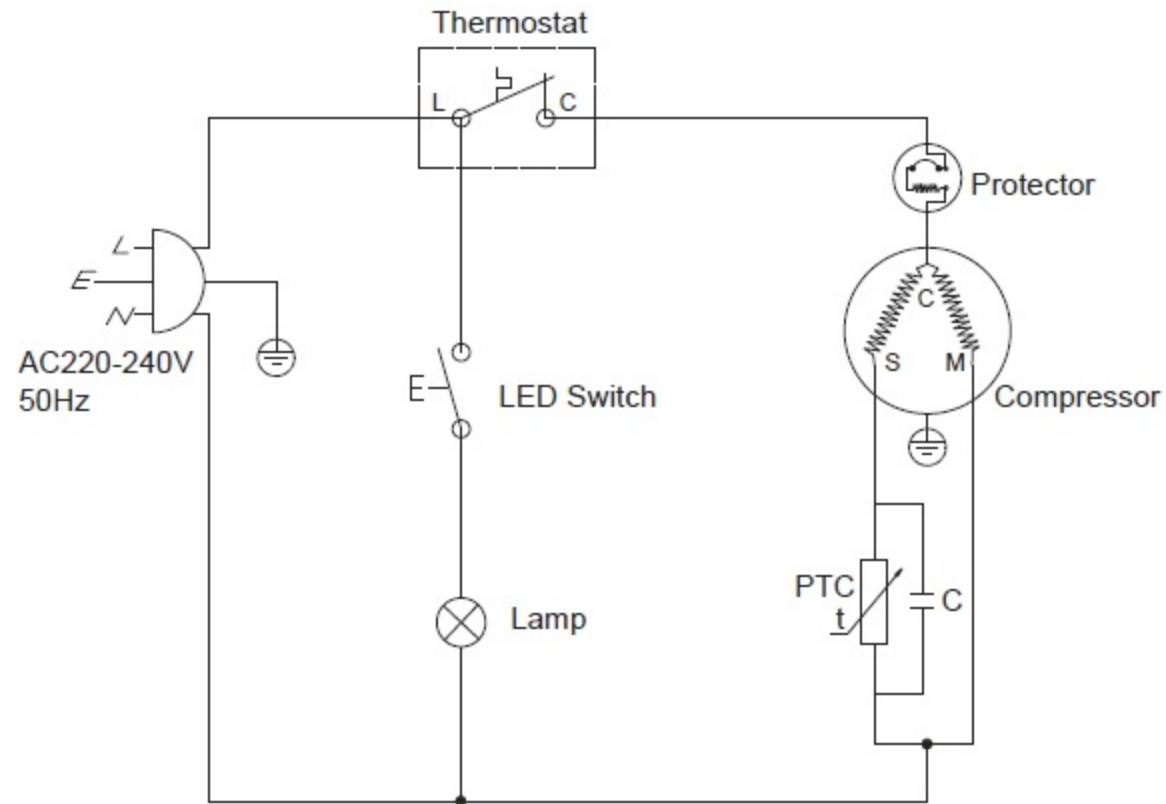 Thermostat
L
C
Protector
L
E
N
AC220-240V
50Hz
C
S
M
LED Switch
Compressor
PTC
t
C
Lamp